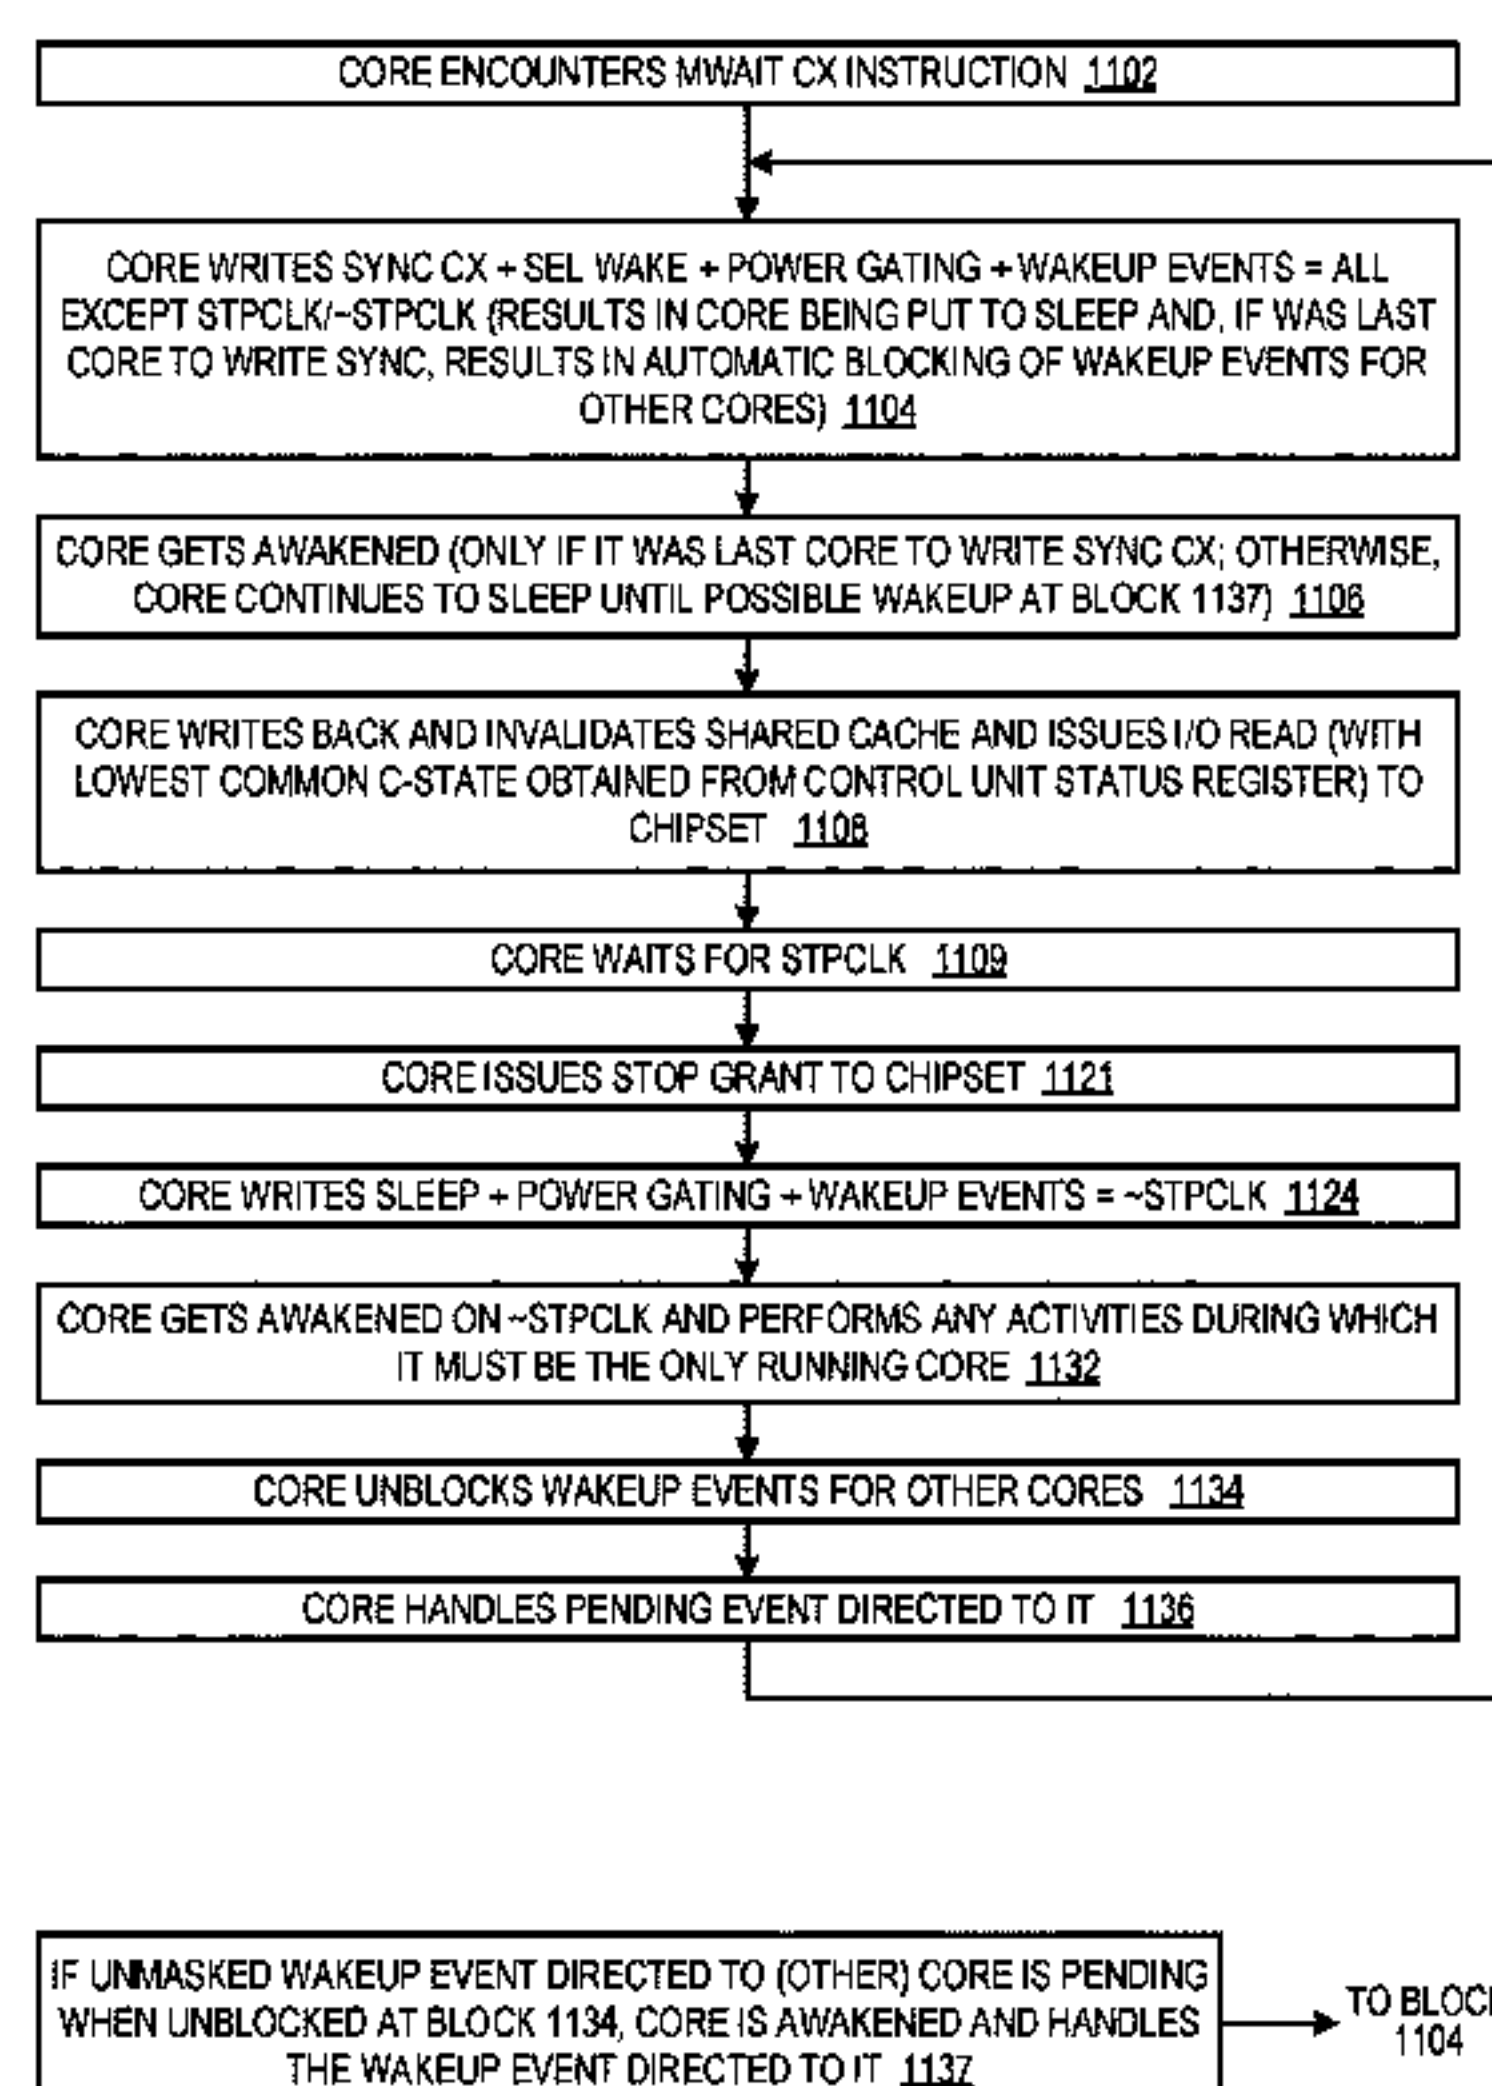 CORE ENCOUNTERS MWAIT CX INSTRUCTION 1102
CORE WRITES SYNC CX + SEL WAKE + POWER GATING + WAKEUP EVENTS = ALL
EXCEPT STPCLK/~STPCLK (RESULTS IN CORE BEING PUT TO SLEEP AND, IF WAS LAST
CORE TO WRITE SYNC, RESULTS IN AUTOMATIC BLOCKING OF WAKEUP EVENTS FOR
OTHER CORES) 1104
CORE GETS AWAKENED (ONLY IF IT WAS LAST CORE TO WRITE SYNC CX; OTHERWISE,
CORE CONTINUES TO SLEEP UNTIL POSSIBLE WAKEUP AT BLOCK 1137) 1106
CORE WRITES BACK AND INVALIDATES SHARED CACHE AND ISSUES I/O READ (WITH
LOWEST COMMON C-STATE OBTAINED FROM CONTROL UNIT STATUS REGISTER) TO
CHIPSET 1108
CORE WAITS FOR STPCLK 1109
CORE ISSUES STOP GRANT TO CHIPSET 1121
CORE WRITES SLEEP + POWER GATING + WAKEUP EVENTS = ~STPCLK 1124
CORE GETS AWAKENED ON ~STPCLK AND PERFORMS ANY ACTIVITIES DURING WHICH
IT MUST BE THE ONLY RUNNING CORE 1132
CORE UNBLOCKS WAKEUP EVENTS FOR OTHER CORES 1134
CORE HANDLES PENDING EVENT DIRECTED TO IT 1136
IF UNMASKED WAKEUP EVENT DIRECTED TO (OTHER) CORE IS PENDING
WHEN UNBLOCKED AT BLOCK 1134, CORE IS AWAKENED AND HANDLES
THE WAKEUP EVENT DIRECTED TO IT 1137
TO BLOCK
1104